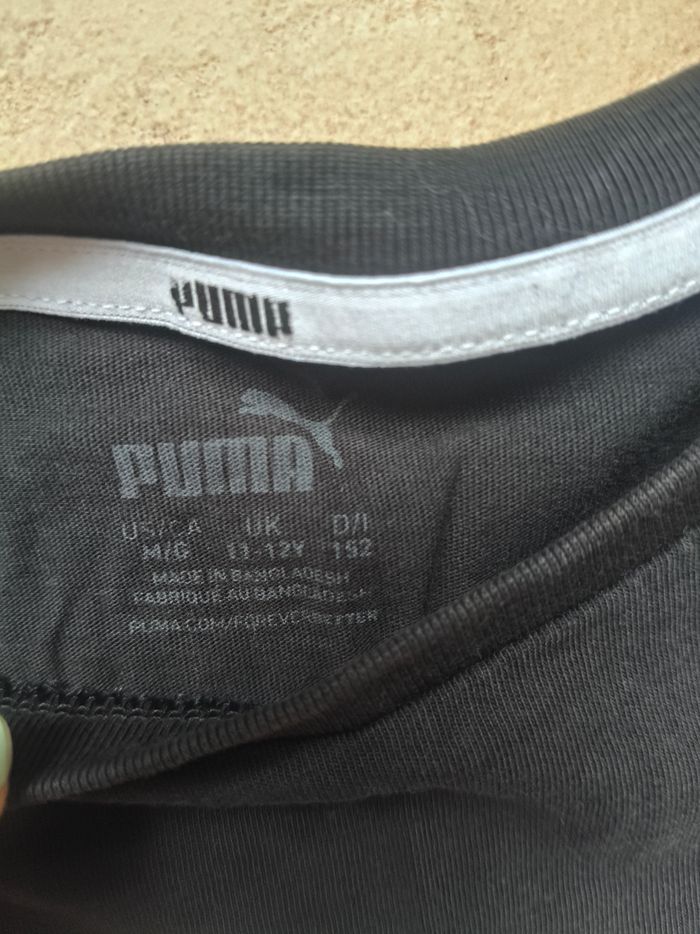 PUMA
PUMA
US/CA UK D/I
M/G 11-12Y 152
MADE IN BANGLADESH
FABRIQUE AU BANGLADESH
PUMA.COM/FOREVERBETTER